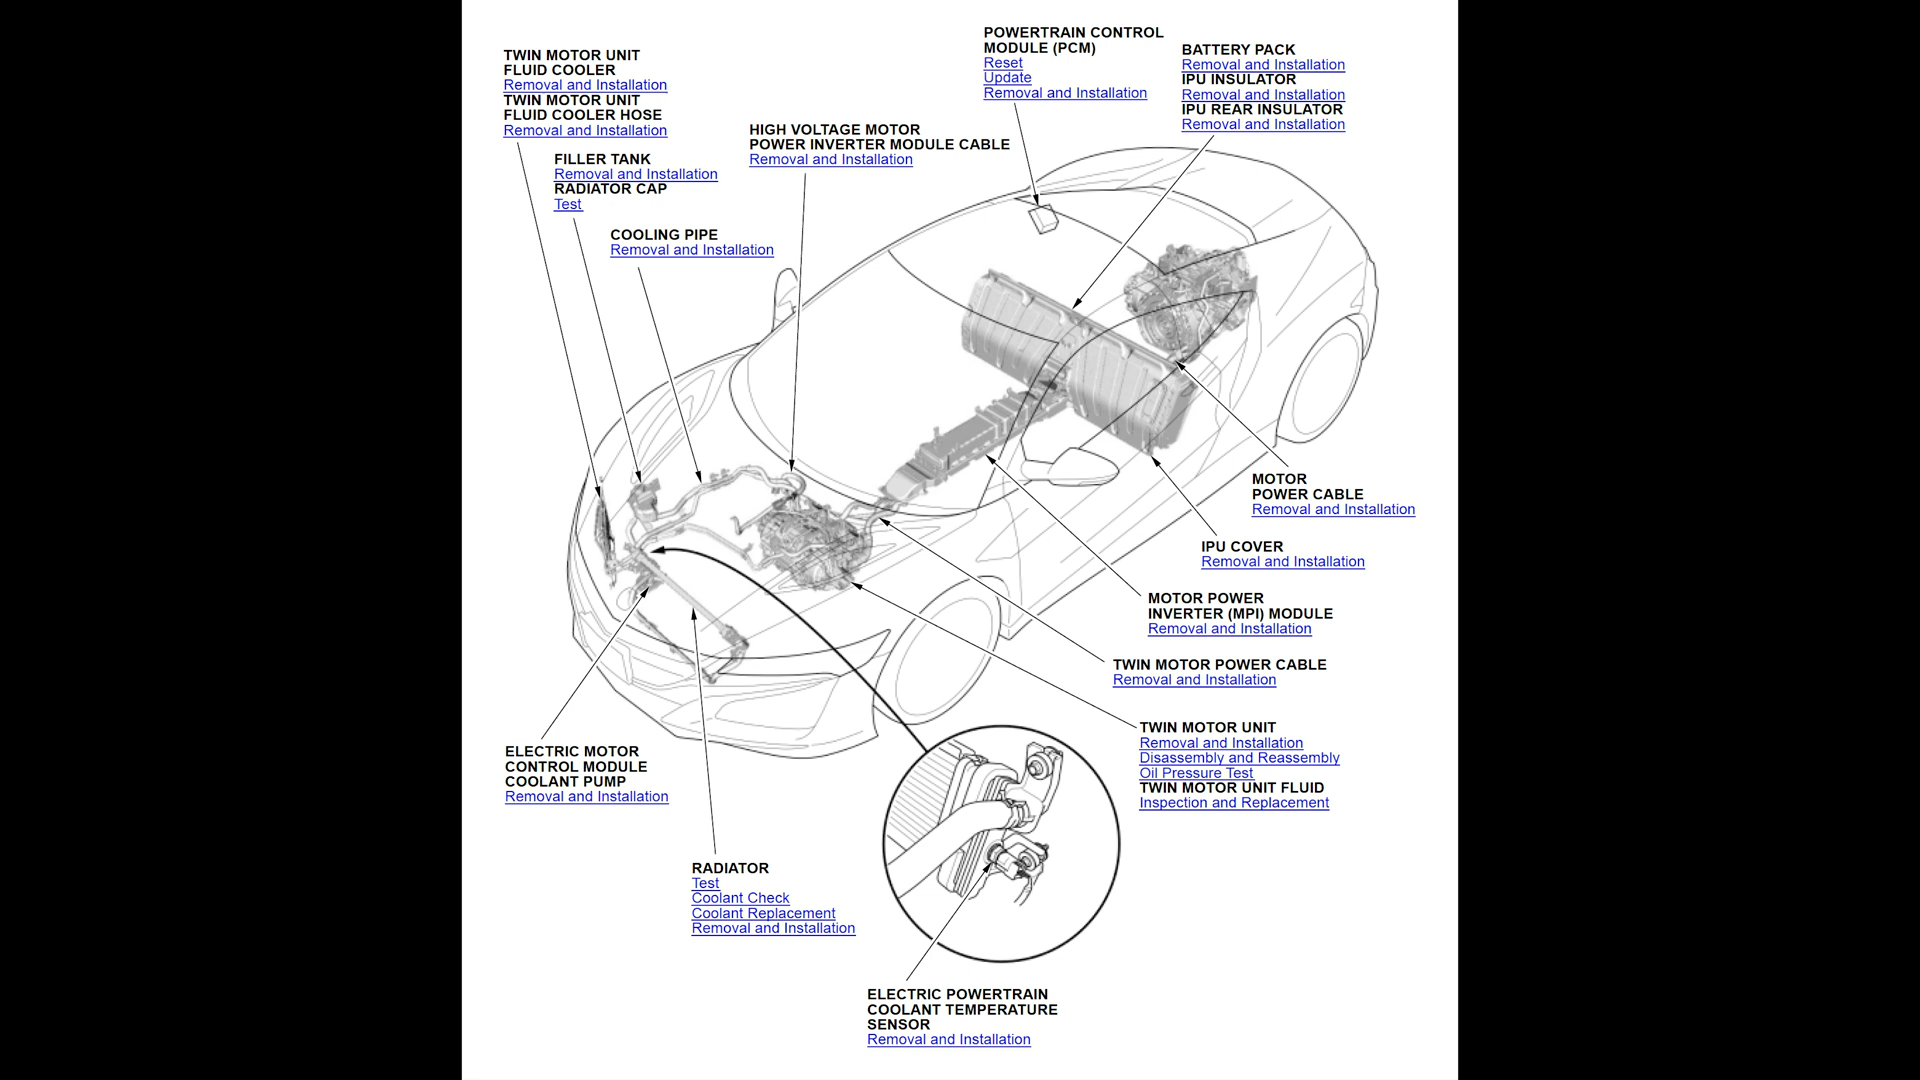 TWIN MOTOR UNIT
FLUID COOLER
Removal and Installation
TWIN MOTOR UNIT
FLUID COOLER HOSE
Removal and Installation
FILLER TANK
Removal and Installation
RADIATOR CAP
Test
COOLING PIPE
Removal and Installation
HIGH VOLTAGE MOTOR
POWER INVERTER MODULE CABLE
Removal and Installation
POWERTRAIN CONTROL
MODULE (PCM)
Reset
Update
Removal and Installation
BATTERY PACK
Removal and Installation
IPU INSULATOR
Removal and Installation
IPU REAR INSULATOR
Removal and Installation
MOTOR
POWER CABLE
Removal and Installation
IPU COVER
Removal and Installation
MOTOR POWER
INVERTER (MPI) MODULE
Removal and Installation
TWIN MOTOR POWER CABLE
Removal and Installation
TWIN MOTOR UNIT
Removal and Installation
Disassembly and Reassembly
Oil Pressure Test
TWIN MOTOR UNIT FLUID
Inspection and Replacement
ELECTRIC MOTOR
CONTROL MODULE
COOLANT PUMP
Removal and Installation
RADIATOR
Test
Coolant Check
Coolant Replacement
Removal and Installation
ELECTRIC POWERTRAIN
COOLANT TEMPERATURE
SENSOR
Removal and Installation